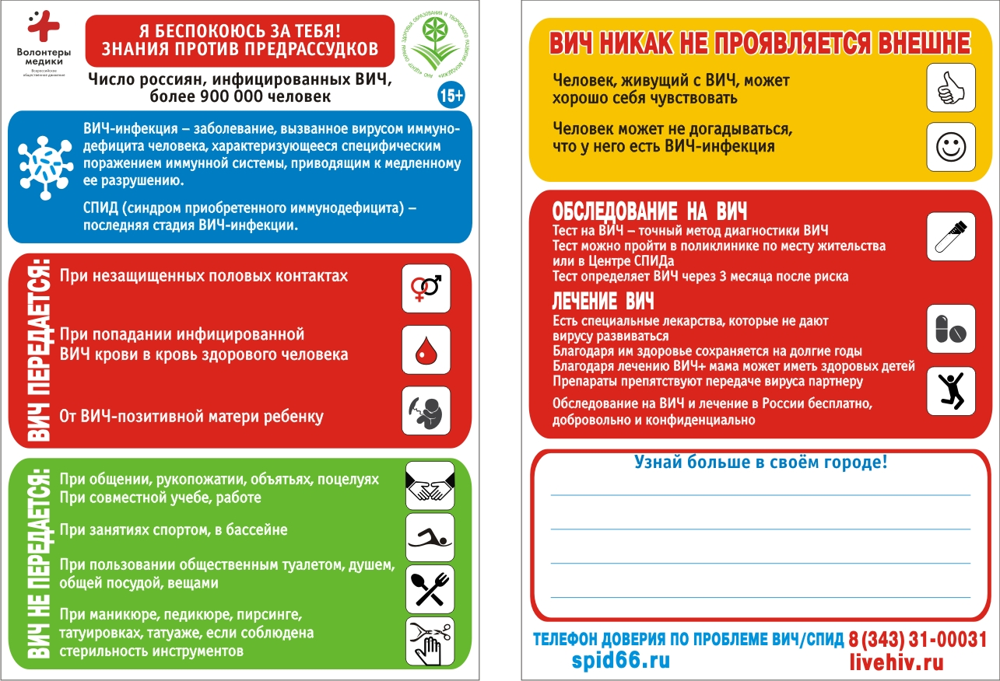 Волонтеры
медики
Всероссийское
общественное движение
Я БЕСПОКОЮСЬ ЗА ТЕБЯ!
ЗНАНИЯ ПРОТИВ ПРЕДРАССУДКОВ
АНО «ЦЕНТР ОХРАНЫ ЗДОРОВЬЯ, ОБРАЗОВАНИЯ И ТВОРЧЕСКОГО РАЗВИТИЯ МОЛОДЕЖИ»
Число россиян, инфицированных ВИЧ,
более 900 000 человек
15+
ВИЧ-инфекция – заболевание, вызванное вирусом иммуно-
дефицита человека, характеризующееся специфическим
поражением иммунной системы, приводящим к медленному
ее разрушению.
СПИД (синдром приобретенного иммунодефицита) –
последняя стадия ВИЧ-инфекции.
ВИЧ ПЕРЕДАЕТСЯ:
При незащищенных половых контактах
При попадании инфицированной
ВИЧ крови в кровь здорового человека
От ВИЧ-позитивной матери ребенку
ВИЧ НЕ ПЕРЕДАЕТСЯ:
При общении, рукопожатии, объятьях, поцелуях
При совместной учебе, работе
При занятиях спортом, в бассейне
При пользовании общественным туалетом, душем,
общей посудой, вещами
При маникюре, педикюре, пирсинге,
татуировках, татуаже, если соблюдена
стерильность инструментов
ВИЧ НИКАК НЕ ПРОЯВЛЯЕТСЯ ВНЕШНЕ
Человек, живущий с ВИЧ, может
хорошо себя чувствовать
Человек может не догадываться,
что у него есть ВИЧ-инфекция
ОБСЛЕДОВАНИЕ НА ВИЧ
Тест на ВИЧ – точный метод диагностики ВИЧ
Тест можно пройти в поликлинике по месту жительства
или в Центре СПИДа
Тест определяет ВИЧ через 3 месяца после риска
ЛЕЧЕНИЕ ВИЧ
Есть специальные лекарства, которые не дают
вирусу развиваться
Благодаря им здоровье сохраняется на долгие годы
Благодаря лечению ВИЧ+ мама может иметь здоровых детей
Препараты препятствуют передаче вируса партнеру
Обследование на ВИЧ и лечение в России бесплатно,
добровольно и конфиденциально
Узнай больше в своём городе!
ТЕЛЕФОН ДОВЕРИЯ ПО ПРОБЛЕМЕ ВИЧ/СПИД 8 (343) 31-00031
spid66.ru
livehiv.ru